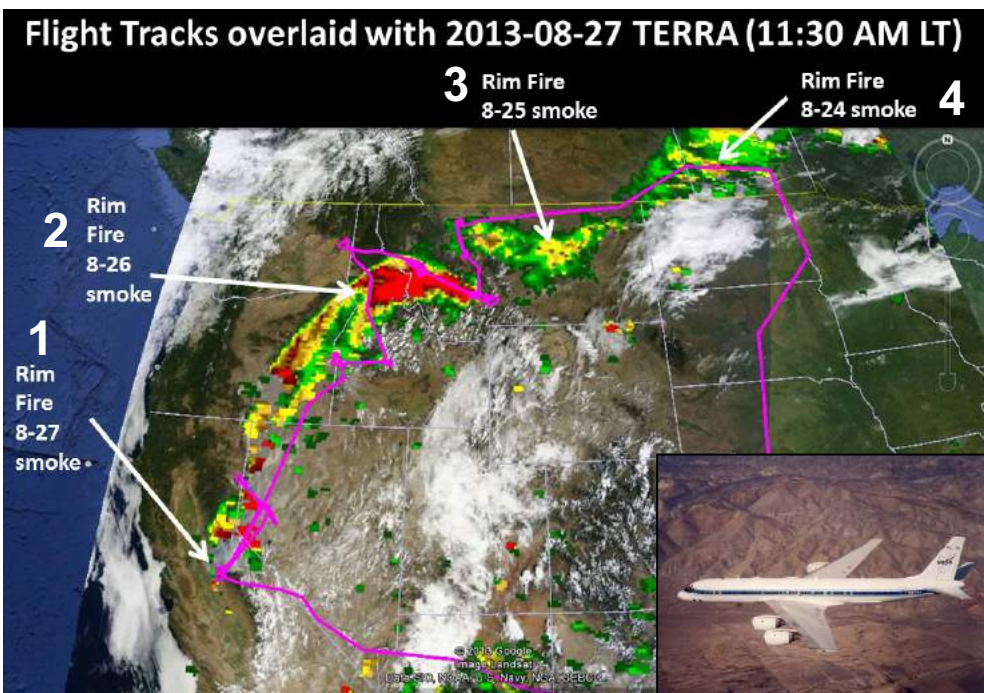 Flight Tracks overlaid with 2013-08-27 TERRA (11:30 AM LT)
3
Rim Fire
8-25 smoke
Rim Fire
8-24 smoke
4
N
2
Rim
Fire
8-26
smoke
1
Rim
Fire
8-27
smoke
© 2013 Google
Image Landsat
Data SIO, NOAA, U.S. Navy, NGA, GEBCO
NASA